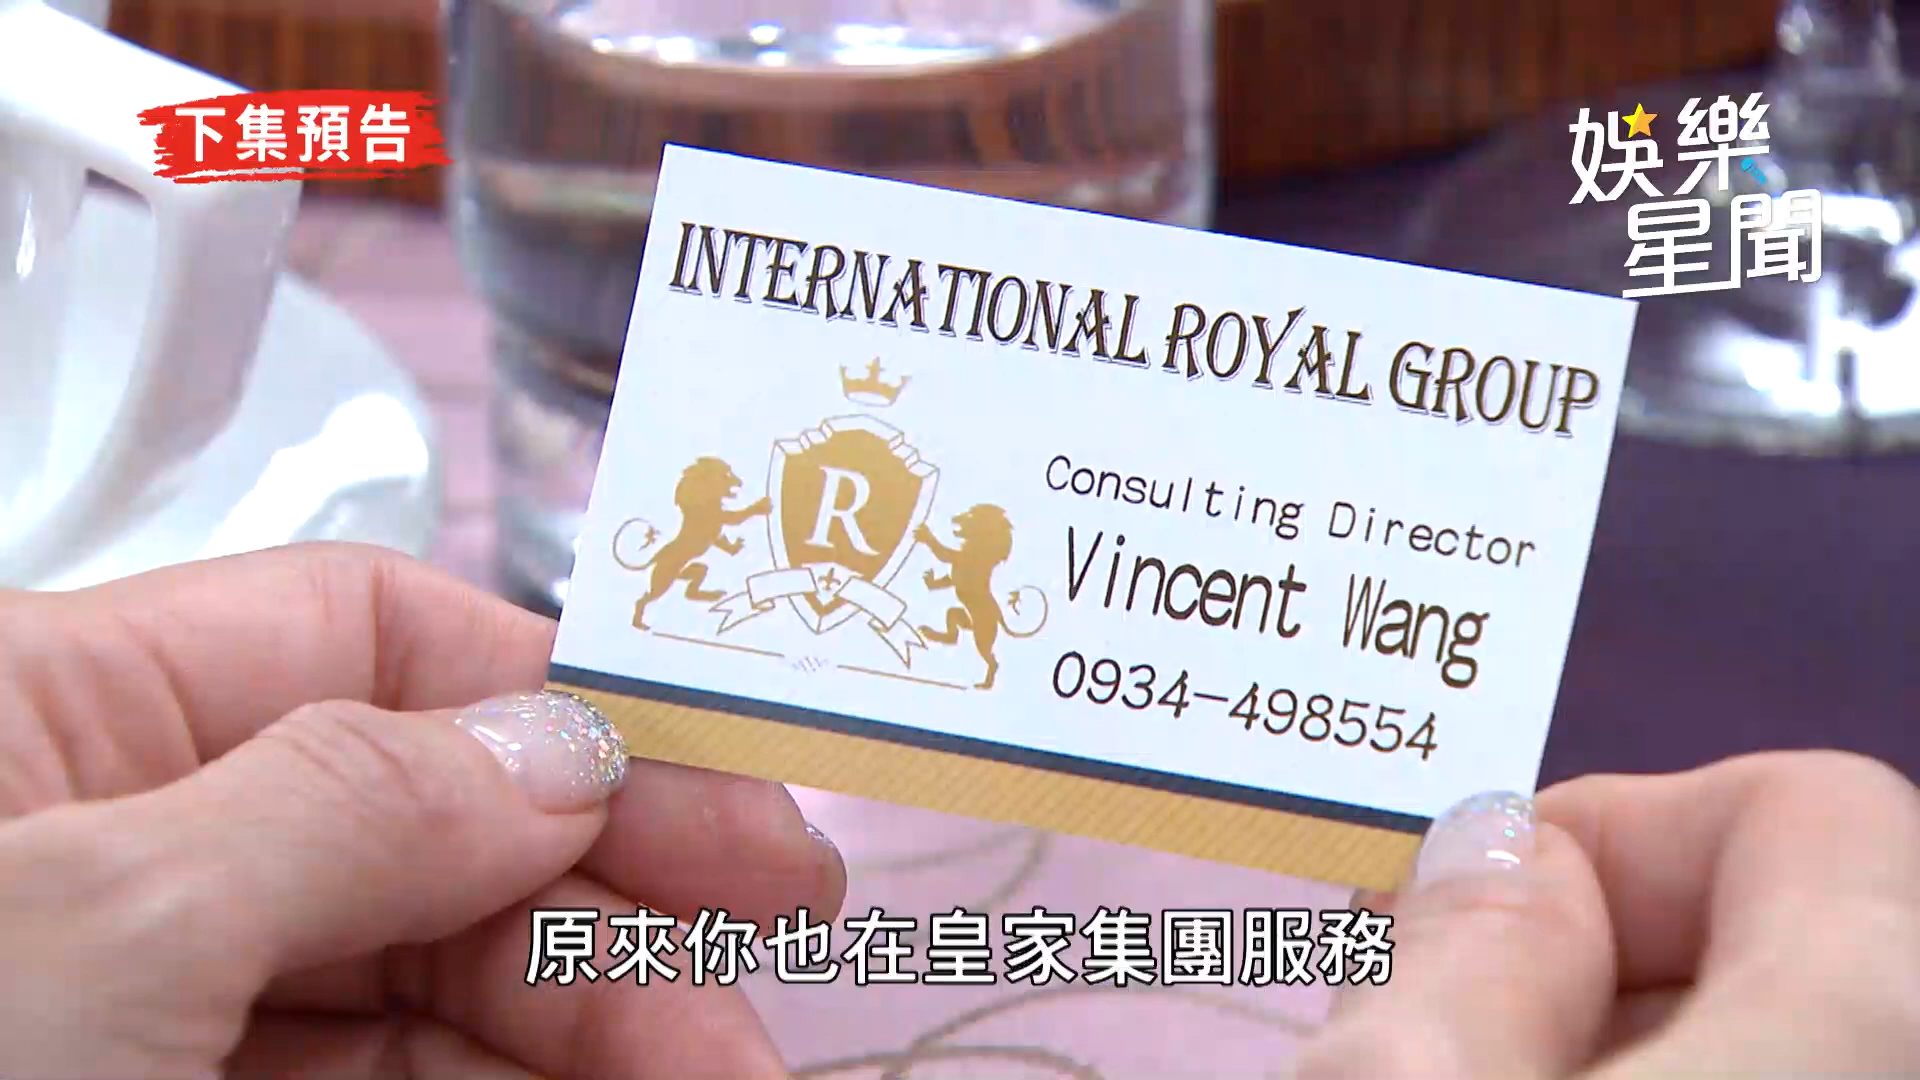 下集預告
娛樂
星聞
INTERNATIONAL ROYAL GROUP
R
Consulting Director
Vincent Wang
0934-498554
原來你也在皇家集團服務